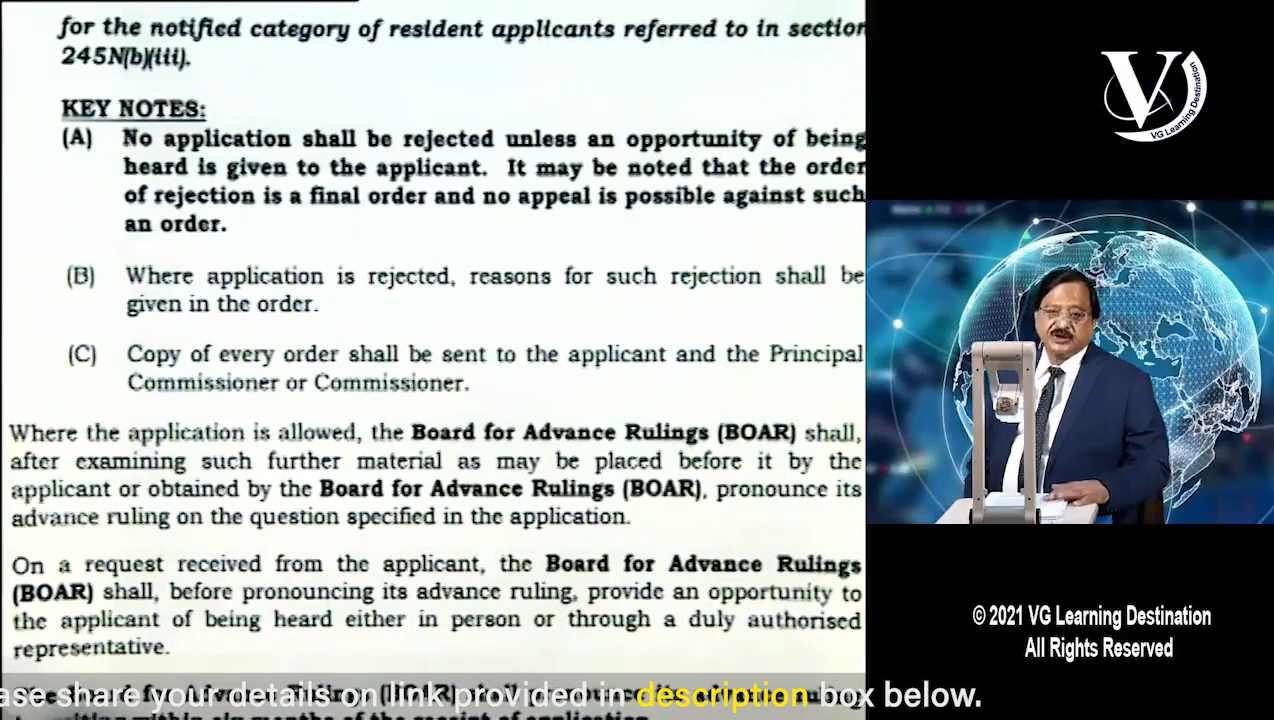 for the notified category of resident applicants referred to in section
245N(b)(iii).
KEY NOTES:
(A) No application shall be rejected unless an opportunity of being
heard is given to the applicant. It may be noted that the order
of rejection is a final order and no appeal is possible against such
an order.
(B) Where application is rejected, reasons for such rejection shall be
given in the order.
(C) Copy of every order shall be sent to the applicant and the Principal
Commissioner or Commissioner.
Where the application is allowed, the Board for Advance Rulings (BOAR) shall,
after examining such further material as may be placed before it by the
applicant or obtained by the Board for Advance Rulings (BOAR), pronounce its
advance ruling on the question specified in the application.
On a request received from the applicant, the Board for Advance Rulings
(BOAR) shall, before pronouncing its advance ruling, provide an opportunity to
the applicant of being heard either in person or through a duly authorised
representative.
share your details on link provided in description box below.
V
VG Learning Destination
© 2021 VG Learning Destination
All Rights Reserved